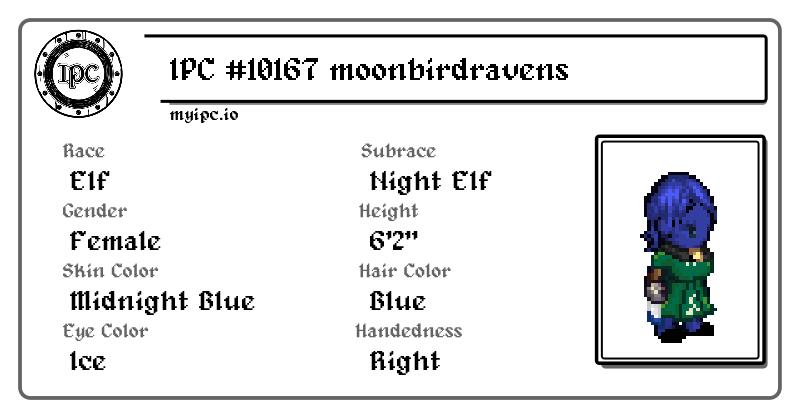 IPC
IPC #10167 moonbirdravens
myipc.io
Race
Elf
Subrace
Night Elf
Gender
Female
Height
6'2"
Skin Color
Midnight Blue
Hair Color
Blue
Eye Color
Ice
Handedness
Right